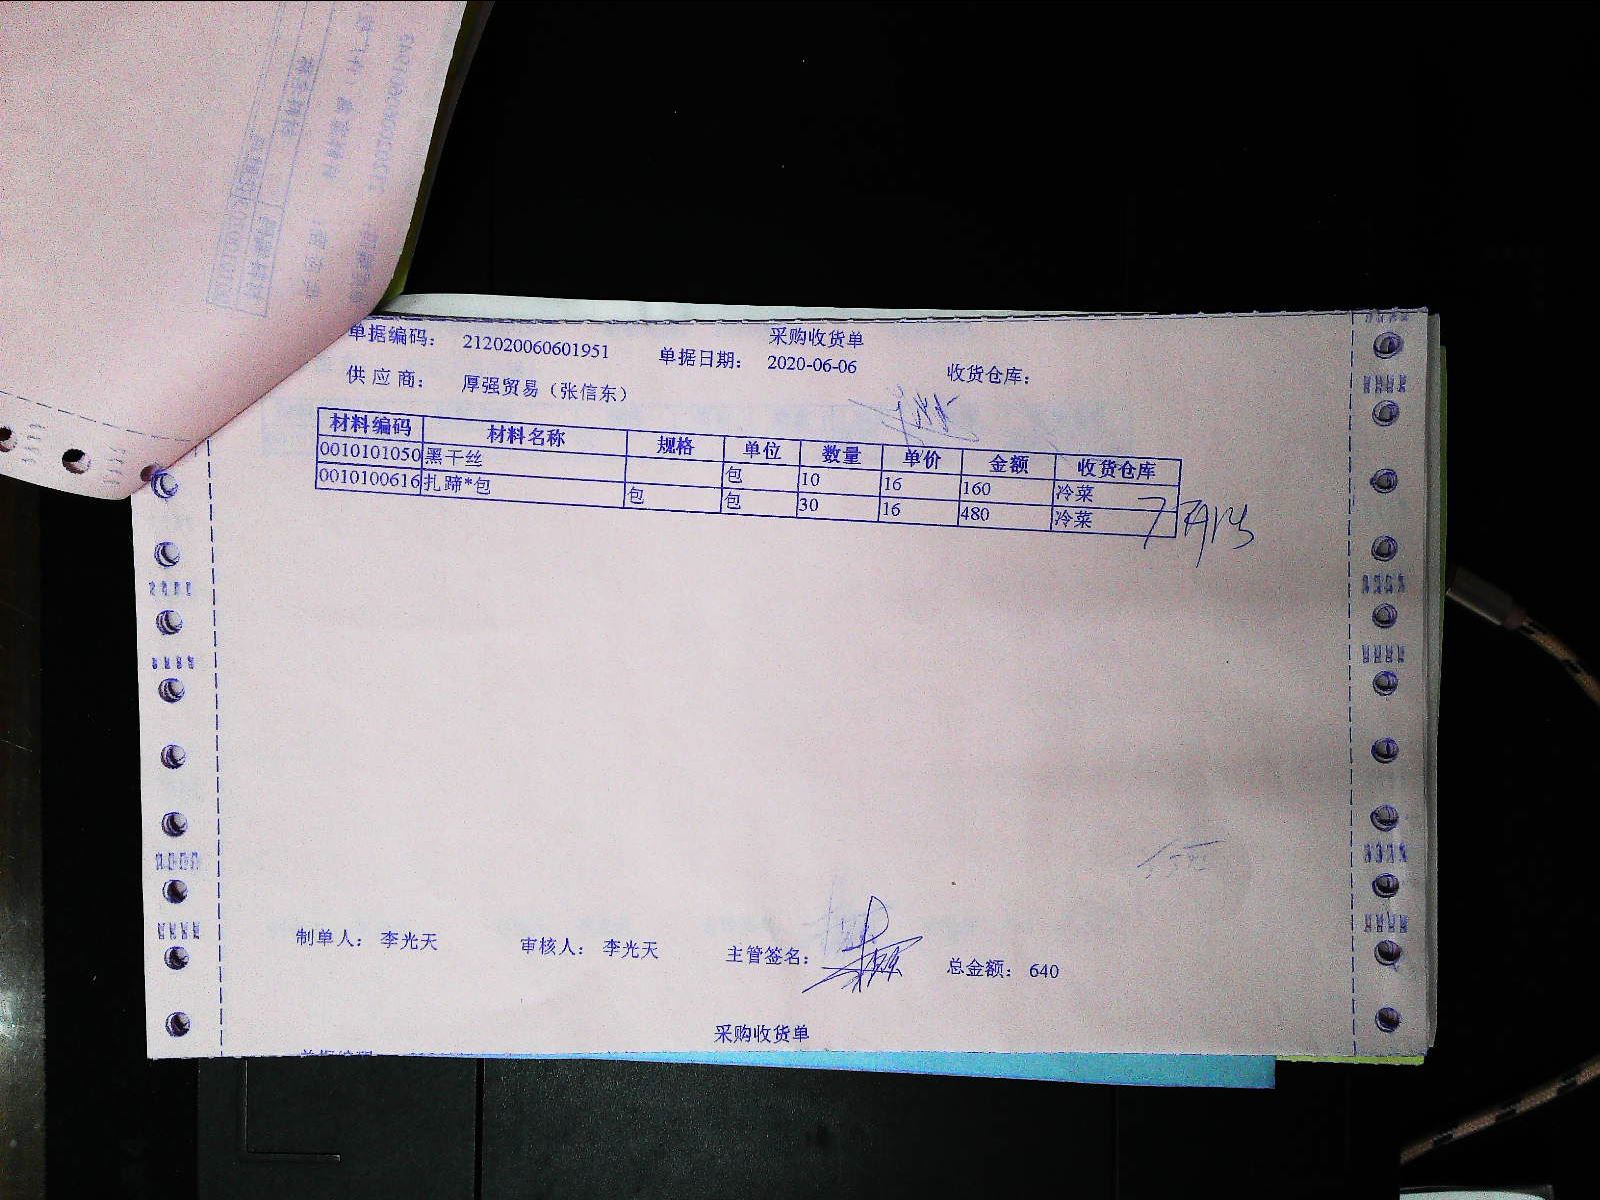 采购收货单
单据编码： 212020060601951 单据日期： 2020-06-06 收货仓库：
供应商： 厚强贸易（张信东）
材料编码 材料名称 规格 单位 数量 单价 金额 收货仓库
0010101050 黑干丝 包 10 16 160 冷菜
0010100616 扎蹄*包 包 包 30 16 480 冷菜
制单人： 李光天 审核人： 李光天 主管签名： 总金额： 640
采购收货单